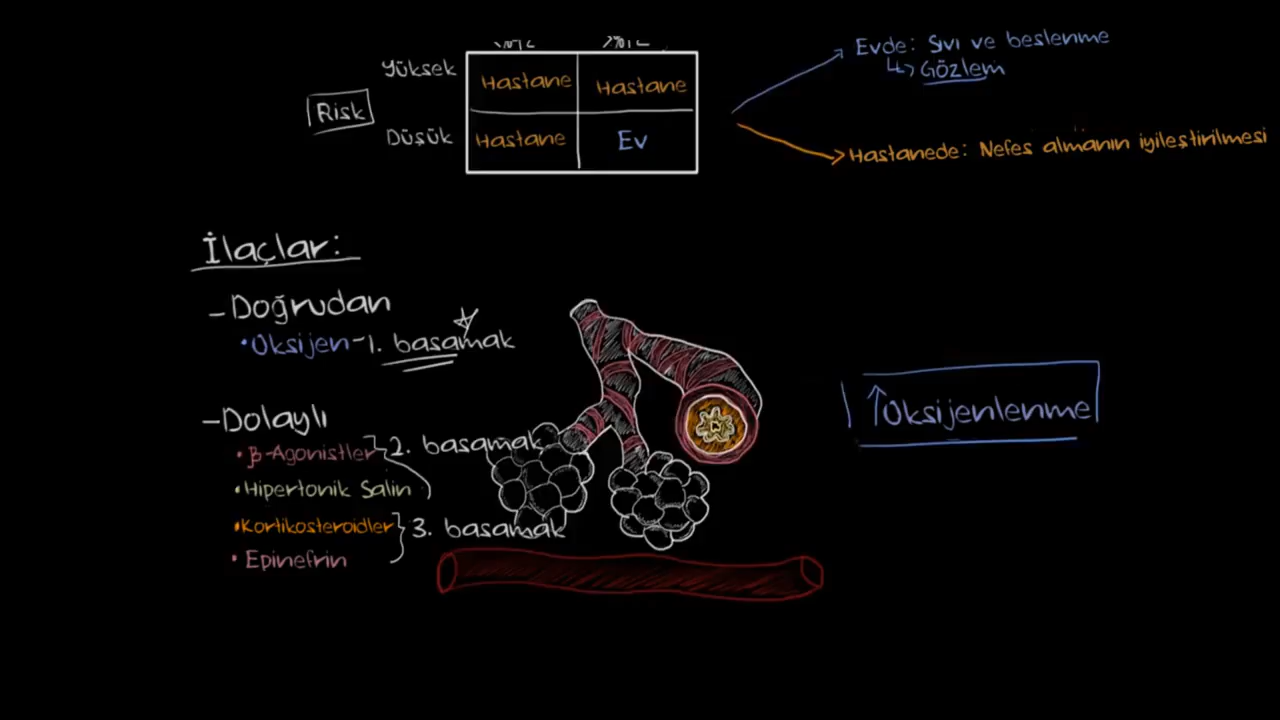 Yüksek
Hastane
Hastane
Risk
Düşük
Hastane
Ev
Evde: Sıvı ve beslenme
↳ Gözlem
Hastanede: Nefes almanın iyileştirilmesi
İlaçlar:
- Doğrudan
• Oksijen - 1. basamak
- Dolaylı
• β-Agonistler
2. basamak
• Hipertonik Salin
• Kortikosteroidler
3. basamak
• Epinefrin
↑ Oksijenlenme